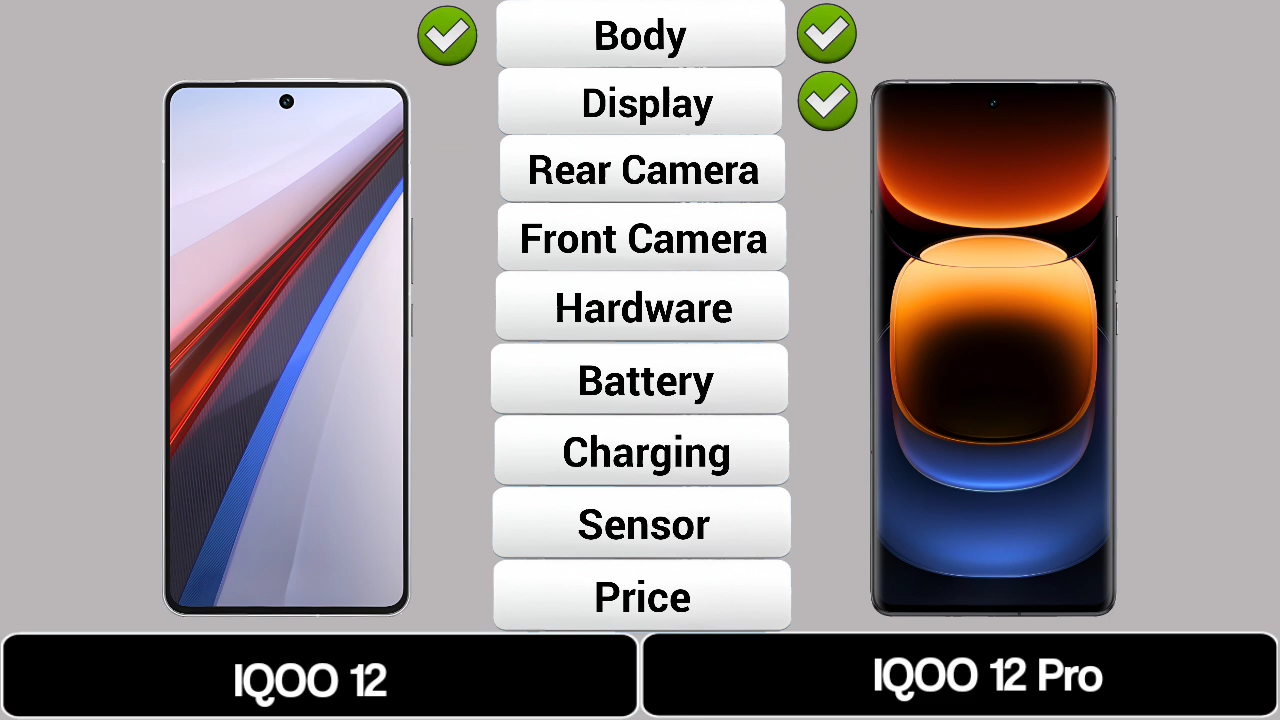 Body
Display
Rear Camera
Front Camera
Hardware
Battery
Charging
Sensor
Price
IQOO 12
IQOO 12 Pro